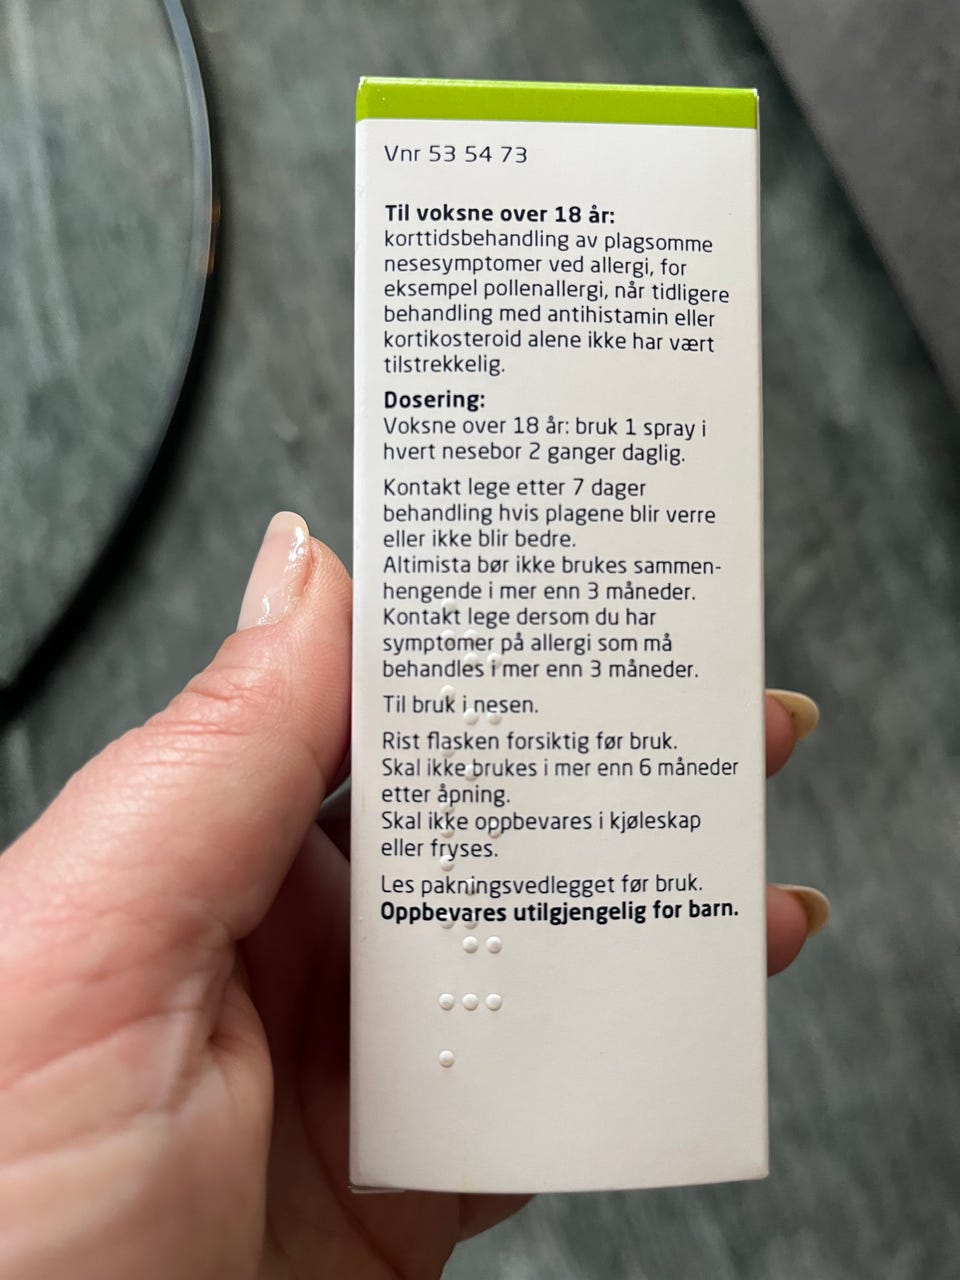 Vnr 53 54 73
Til voksne over 18 år:
korttidsbehandling av plagsomme
nesesymptomer ved allergi, for
eksempel pollenallergi, når tidligere
behandling med antihistamin eller
kortikosteroid alene ikke har vært
tilstrekkelig.
Dosering:
Voksne over 18 år: bruk 1 spray i
hvert nesebor 2 ganger daglig.
Kontakt lege etter 7 dager
behandling hvis plagene blir verre
eller ikke blir bedre.
Altimista bør ikke brukes sammen-
hengende i mer enn 3 måneder.
Kontakt lege dersom du har
symptomer på allergi som må
behandles i mer enn 3 måneder.
Til bruk i nesen.
Rist flasken forsiktig før bruk.
Skal ikke brukes i mer enn 6 måneder
etter åpning.
Skal ikke oppbevares i kjøleskap
eller fryses.
Les pakningsvedlegget før bruk.
Oppbevares utilgjengelig for barn.